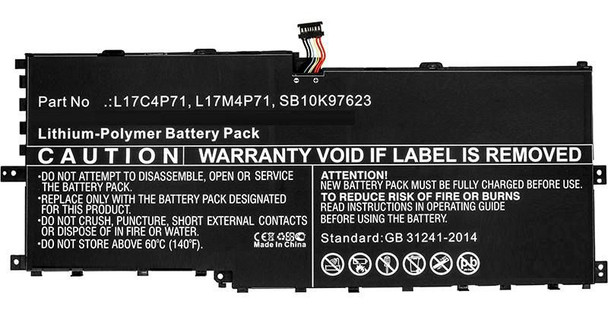 Part No .:L17C4P71, L17M4P71, SB10K97623
Lithium-Polymer Battery Pack
CAUTION WARRANTY VOID IF LABEL IS REMOVED
•DO NOT ATTEMPT TO DISASSEMBLE, OPEN OR SERVICE
THE BATTERY PACK.
•REPLACE ONLY WITH THE BATTERY PACK DESIGNATED
FOR THIS PRODUCT.
•DO NOT CRUSH, PUNCTURE, SHORT EXTERNAL CONTACTS
OR DISPOSE OF IN FIRE OR WATER.
•DO NOT STORE ABOVE 60℃ (140℉).
CE
Made In China
ATTENTION!
NEW BATTERY PACK MUST BE FULLY CHARGED BEFORE USE.
TO REDUCE RISK OF FIRE OR BURNS
READ INSTRUCTIONS IN OPERATING GUIDE
BEFORE USING THE BATTERY PACK.
Standard:GB 31241-2014